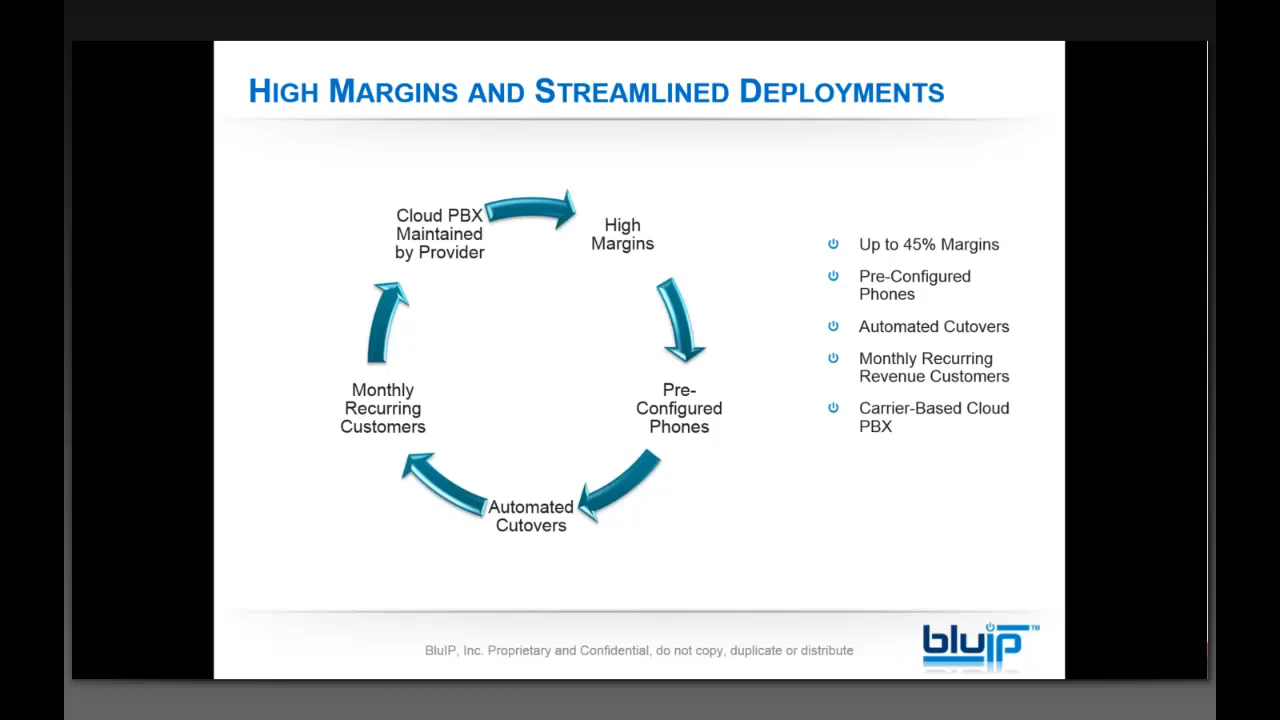 HIGH MARGINS AND STREAMLINED DEPLOYMENTS
Cloud PBX
Maintained
by Provider
High
Margins
Pre-
Configured
Phones
Automated
Cutovers
Monthly
Recurring
Customers
Up to 45% Margins
Pre-Configured
Phones
Automated Cutovers
Monthly Recurring
Revenue Customers
Carrier-Based Cloud
PBX
BluIP, Inc. Proprietary and Confidential, do not copy, duplicate or distribute
bluip™